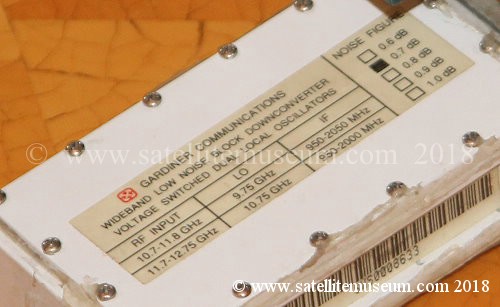 GARDINER COMMUNICATIONS
WIDEBAND LOW NOISE BLOCK DOWNCONVERTER
VOLTAGE SWITCHED DUAL LOCAL OSCILLATORS
RF INPUT LO IF
10.7-11.8 GHz 9.75 GHz 950-2050 MHz
11.7-12.75 GHz 10.75 GHz 950-2000 MHz
NOISE FIGURE
0.6 dB
0.7 dB
0.8 dB
0.9 dB
1.0 dB
© www.satellitemuseum.com 2018
© www.satellitemuseum.com 2018